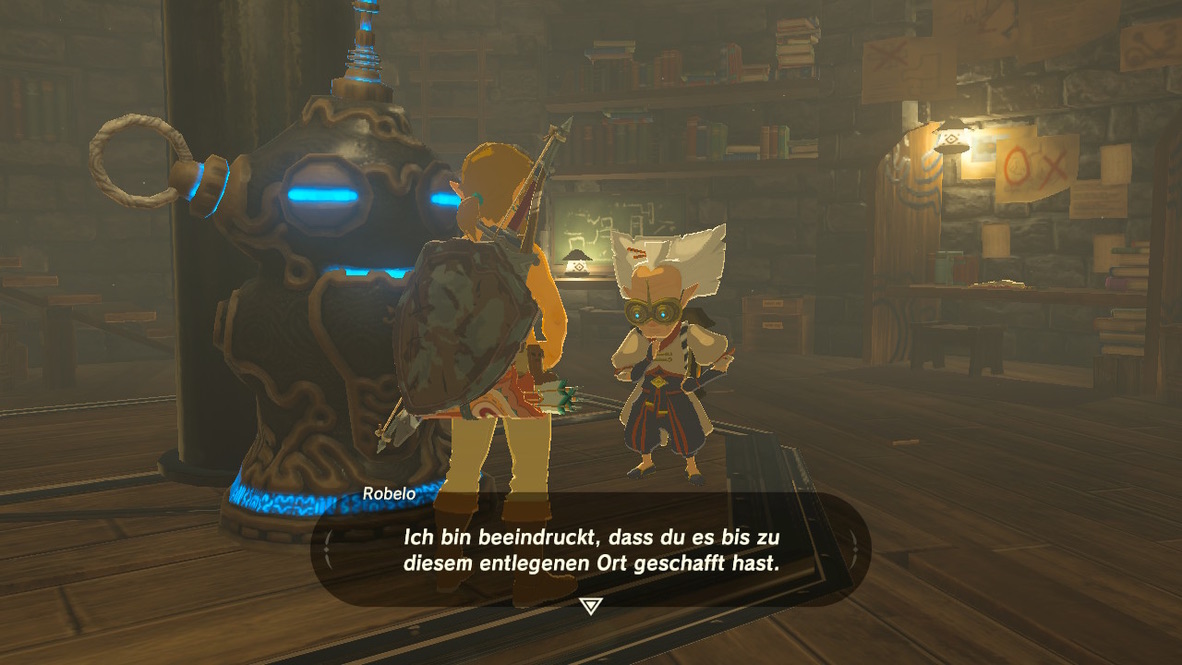 Robelo
Ich bin beeindruckt, dass du es bis zu
diesem entlegenen Ort geschafft hast.